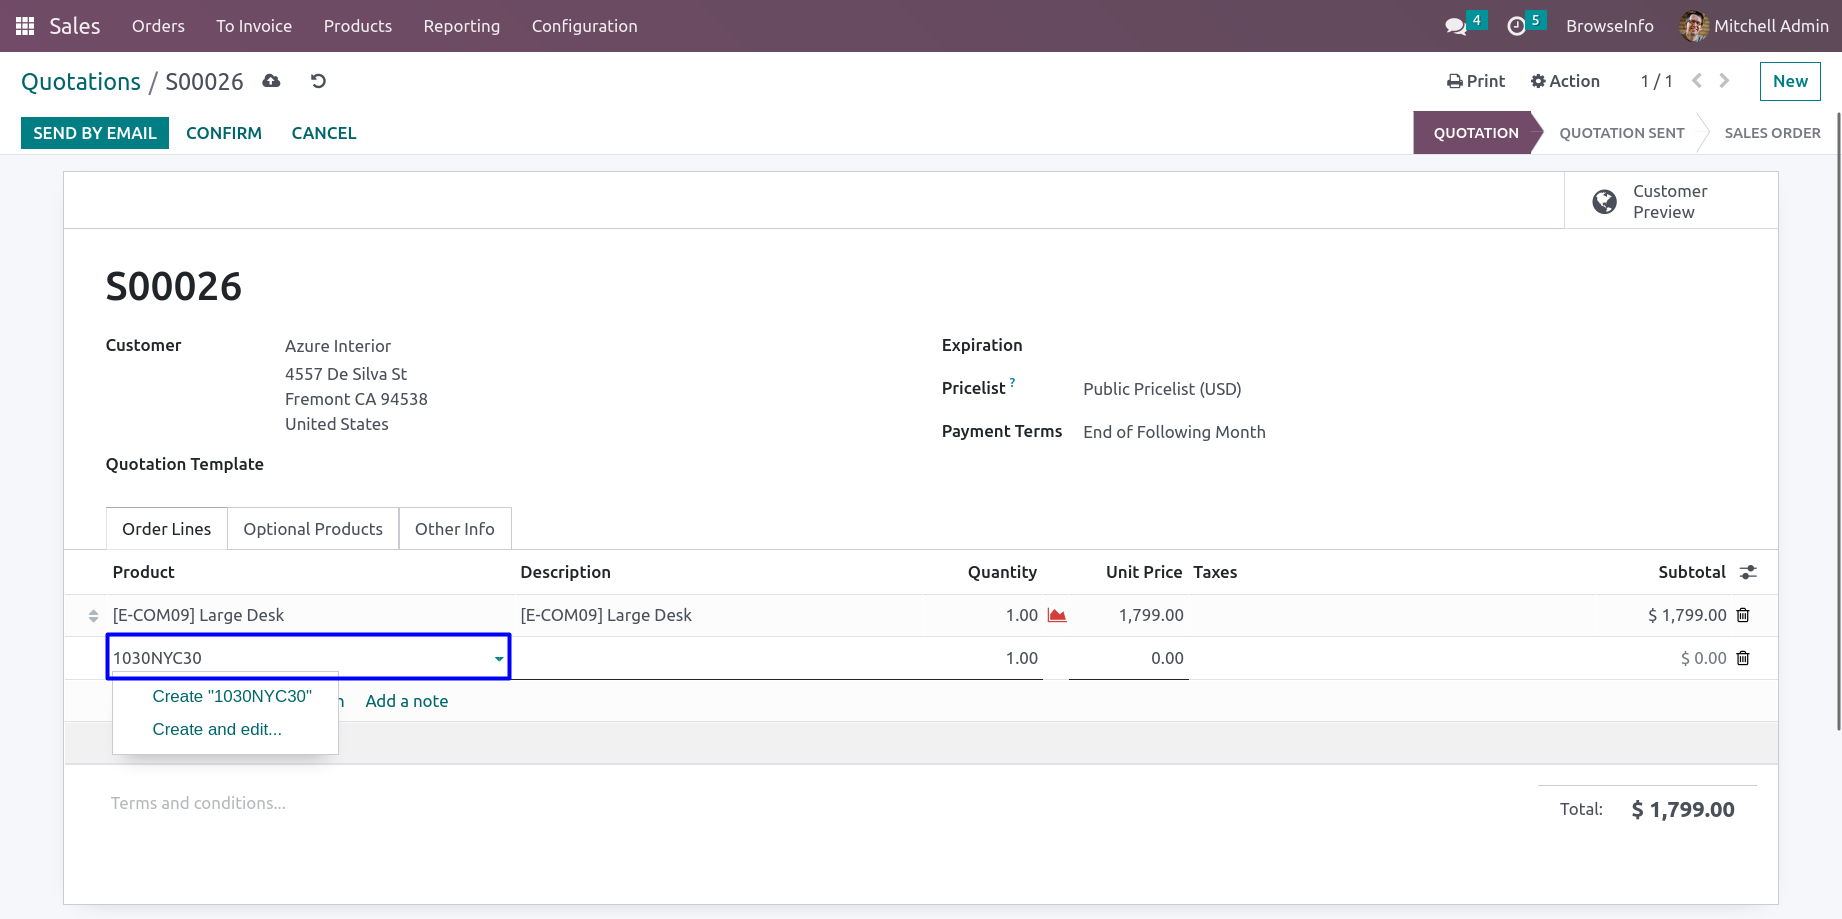 Sales Orders To Invoice Products Reporting Configuration 4 5 BrowseInfo Mitchell Admin
Quotations / S00026 Print Action 1 / 1 New
SEND BY EMAIL CONFIRM CANCEL QUOTATION QUOTATION SENT SALES ORDER
Customer
Preview
S00026
Customer Azure Interior
4557 De Silva St
Fremont CA 94538
United States
Quotation Template
Expiration
Pricelist ? Public Pricelist (USD)
Payment Terms End of Following Month
Order Lines Optional Products Other Info
Product Description Quantity Unit Price Taxes Subtotal
[E-COM09] Large Desk [E-COM09] Large Desk 1.00 1,799.00 $ 1,799.00
1030NYC30 1.00 0.00 $ 0.00
Create "1030NYC30"
Create and edit...
Add a note
Terms and conditions...
Total: $ 1,799.00